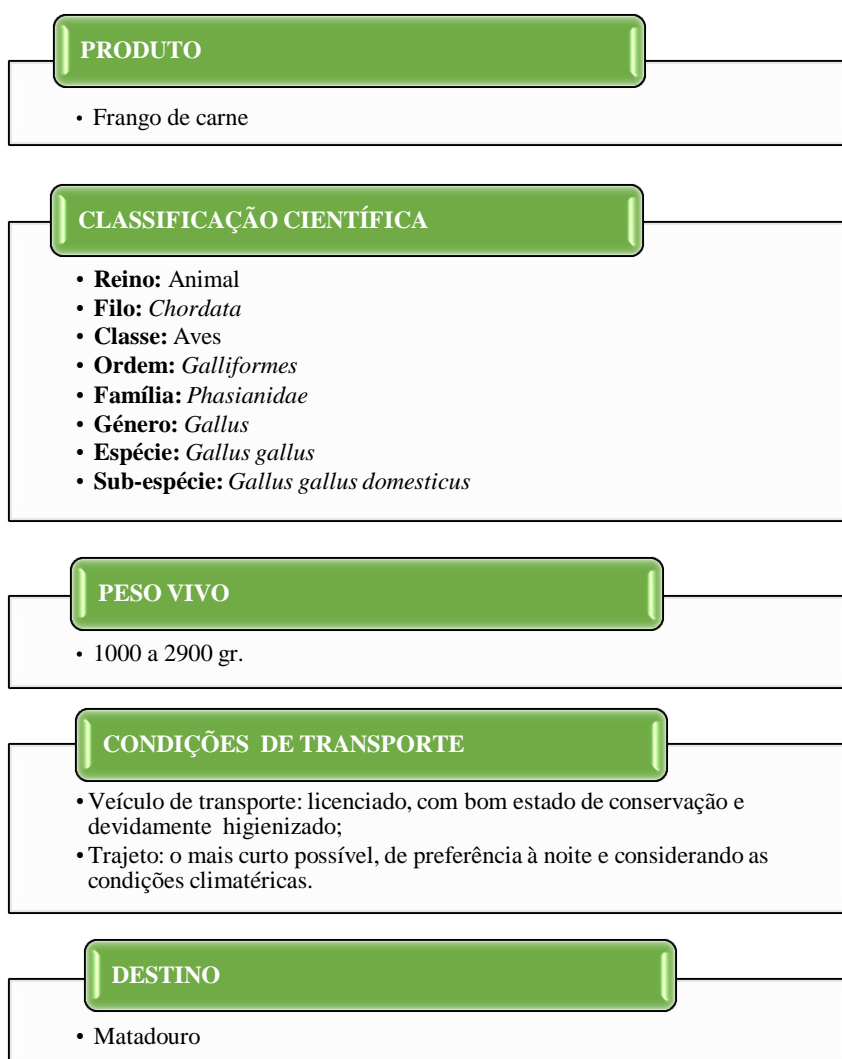 PRODUTO
• Frango de carne
CLASSIFICAÇÃO CIENTÍFICA
• Reino: Animal
• Filo: Chordata
• Classe: Aves
• Ordem: Galliformes
• Família: Phasianidae
• Género: Gallus
• Espécie: Gallus gallus
• Sub-espécie: Gallus gallus domesticus
PESO VIVO
• 1000 a 2900 gr.
CONDIÇÕES DE TRANSPORTE
• Veículo de transporte: licenciado, com bom estado de conservação e
devidamente higienizado;
• Trajeto: o mais curto possível, de preferência à noite e considerando as
condições climatéricas.
DESTINO
• Matadouro